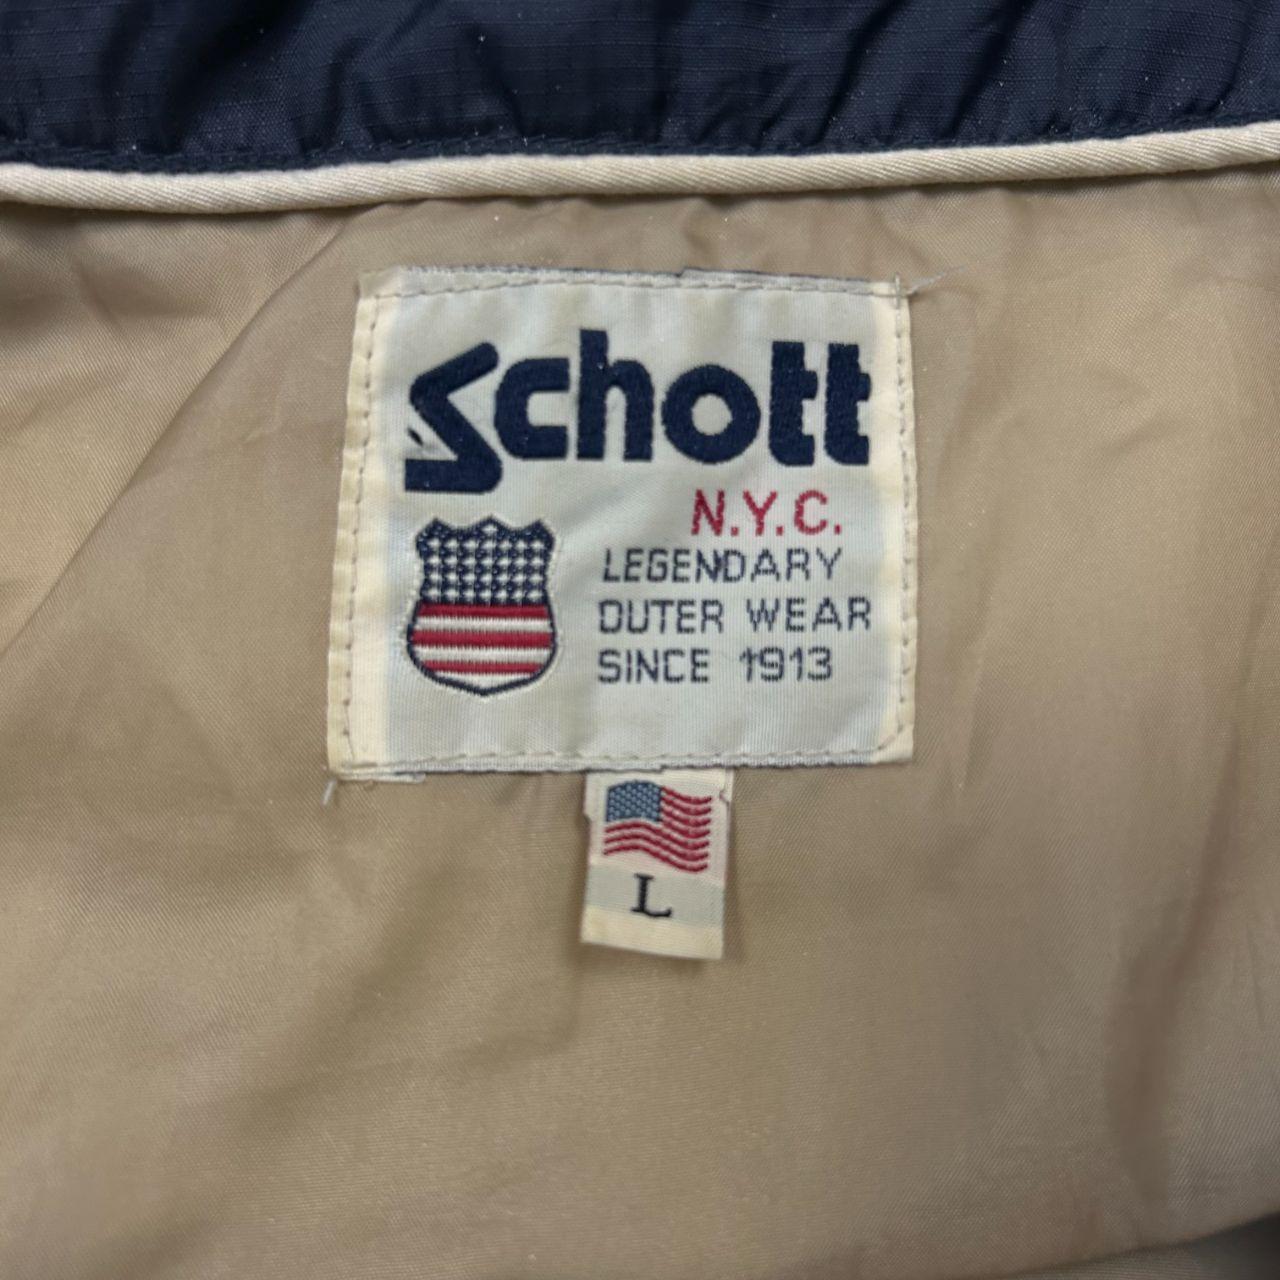 Schott
N.Y.C.
LEGENDARY
OUTER WEAR
SINCE 1913
L